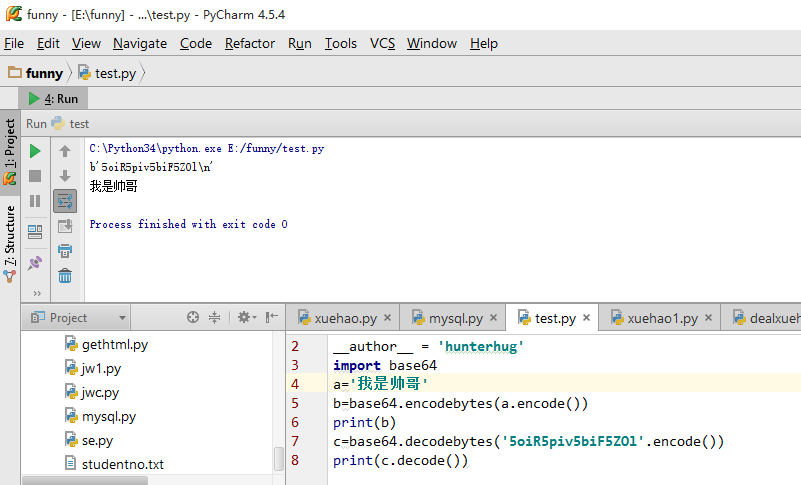 funny - [E:\funny] - ...\test.py - PyCharm 4.5.4
File Edit View Navigate Code Refactor Run Tools VCS Window Help
funny test.py
4: Run
Run test
1: Project
7: Structure
C:\Python34\python.exe E:/funny/test.py
b'5oiR5piv5biF5ZOl\n'
我是帅哥
Process finished with exit code 0
Project
gethtml.py
jw1.py
jwc.py
mysql.py
se.py
studentno.txt
xuehao.py mysql.py test.py xuehao1.py dealxueh
2 __author__ = 'hunterhug'
3 import base64
4 a='我是帅哥'
5 b=base64.encodebytes(a.encode())
6 print(b)
7 c=base64.decodebytes('5oiR5piv5biF5ZOl'.encode())
8 print(c.decode())